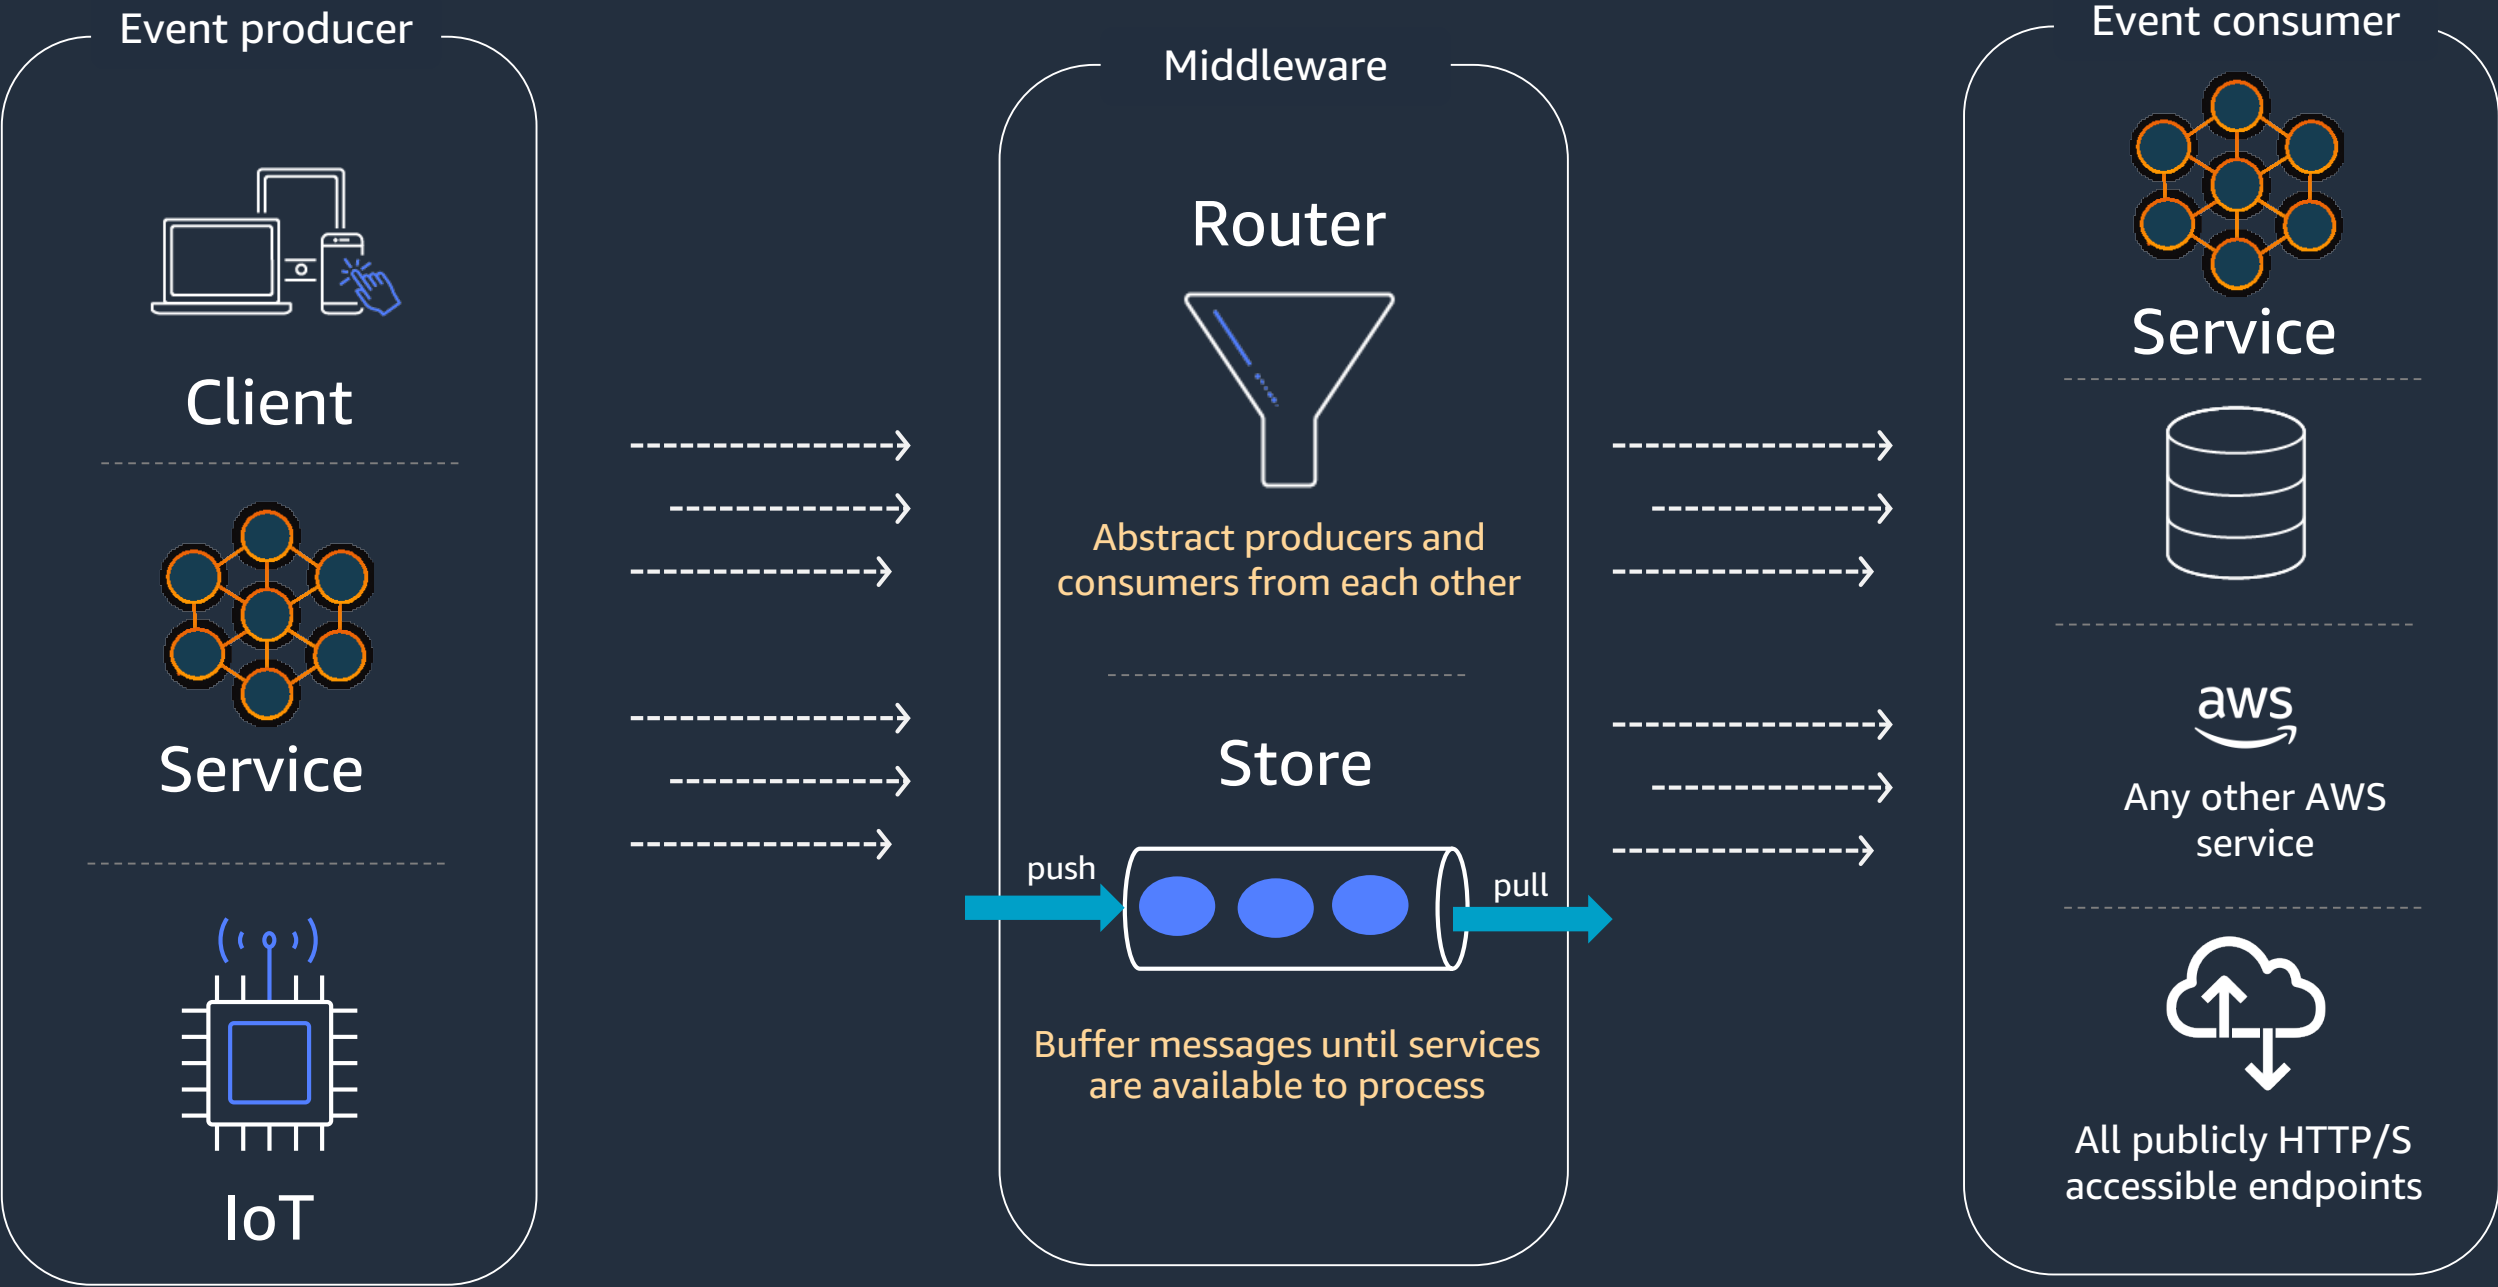 Event producer
Client
Service
IoT
Middleware
Router
Abstract producers and
consumers from each other
Store
push
pull
Buffer messages until services
are available to process
Event consumer
Service
aws
Any other AWS
service
All publicly HTTP/S
accessible endpoints